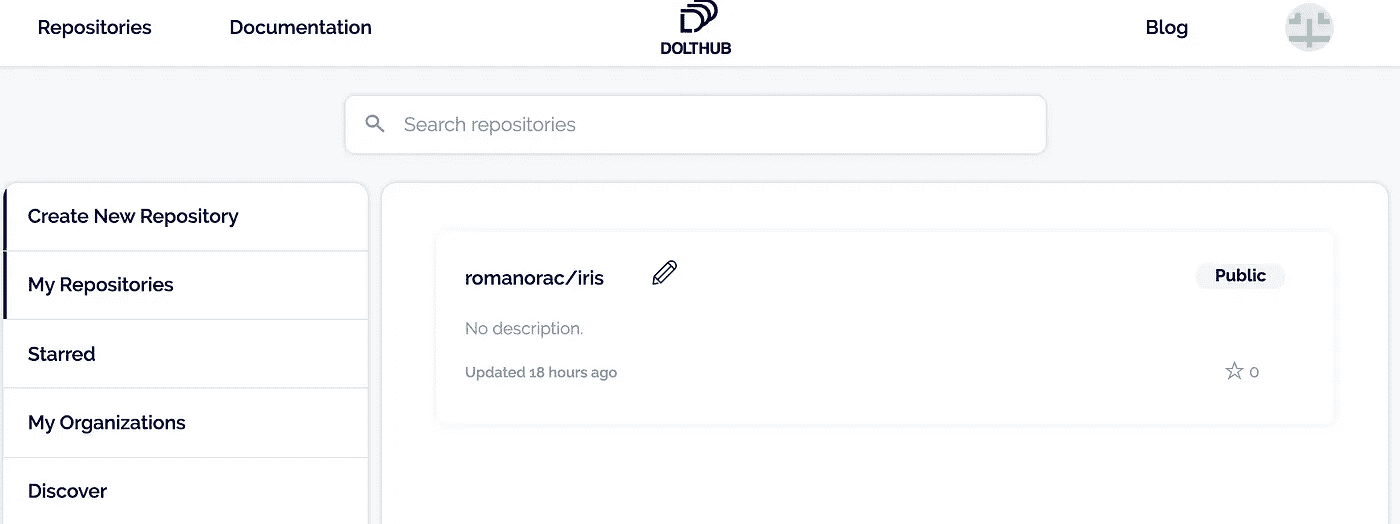 Repositories
Documentation
DOLTHUB
Blog
Search repositories
Create New Repository
My Repositories
Starred
My Organizations
Discover
romanorac/iris
Public
No description.
Updated 18 hours ago
0